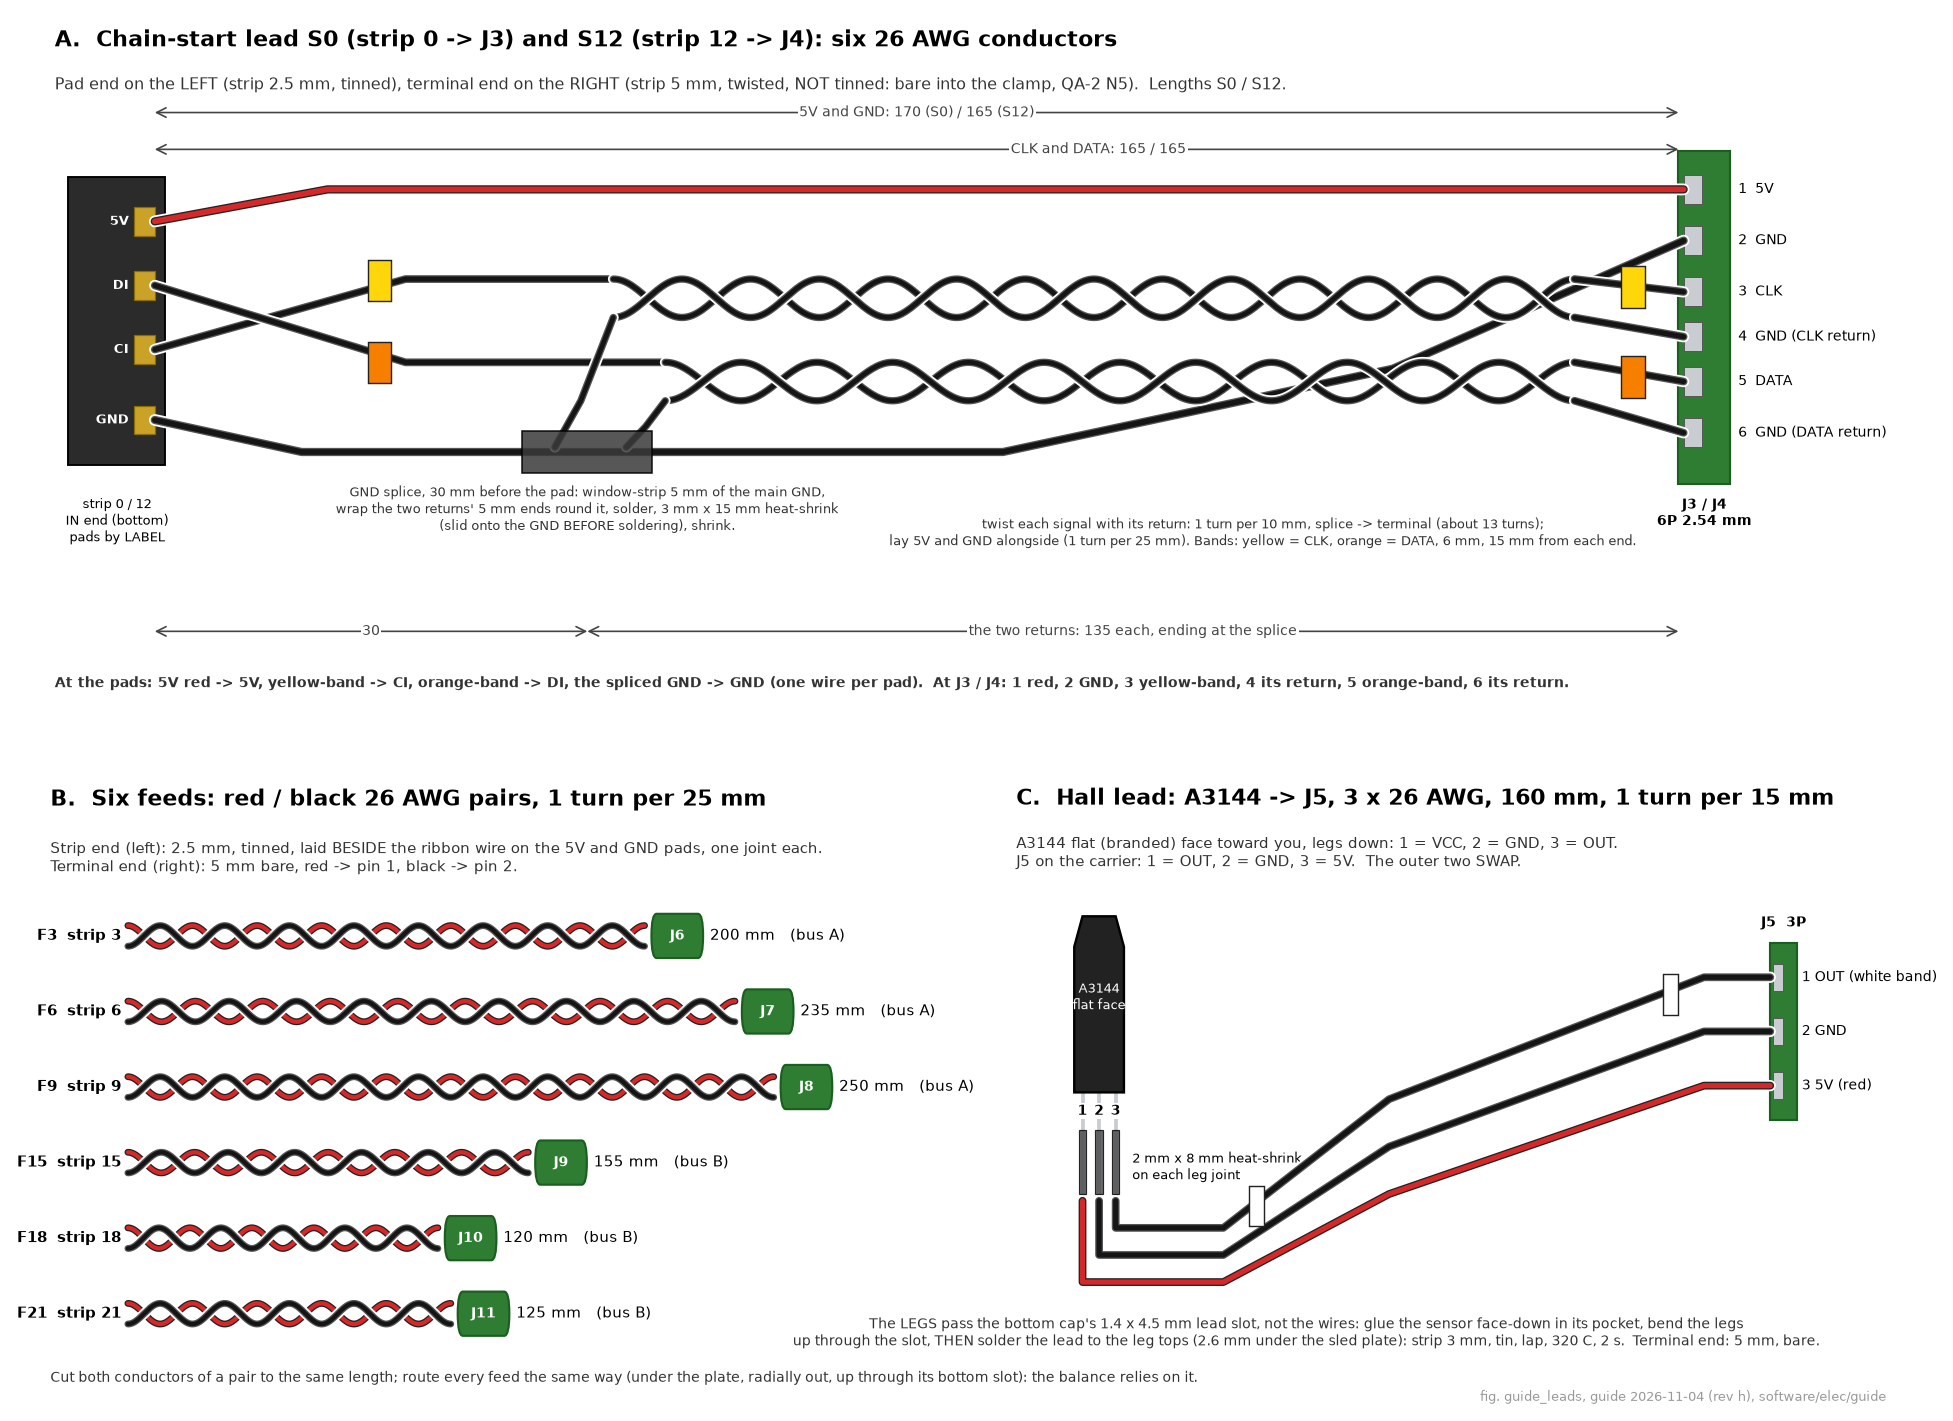 A.  Chain-start lead S0 (strip 0 -> J3) and S12 (strip 12 -> J4): six 26 AWG conductors
Pad end on the LEFT (strip 2.5 mm, tinned), terminal end on the RIGHT (strip 5 mm, twisted, NOT tinned: bare into the clamp, QA-2 N5).  Lengths S0 / S12.
5V and GND: 170 (S0) / 165 (S12)
CLK and DATA: 165 / 165
5V
DI
CI
GND
1  5V
2  GND
3  CLK
4  GND (CLK return)
5  DATA
6  GND (DATA return)
strip 0 / 12
IN end (bottom)
pads by LABEL
GND splice, 30 mm before the pad: window-strip 5 mm of the main GND,
wrap the two returns' 5 mm ends round it, solder, 3 mm x 15 mm heat-shrink
(slid onto the GND BEFORE soldering), shrink.
twist each signal with its return: 1 turn per 10 mm, splice -> terminal (about 13 turns);
lay 5V and GND alongside (1 turn per 25 mm). Bands: yellow = CLK, orange = DATA, 6 mm, 15 mm from each end.
J3 / J4
6P 2.54 mm
30
the two returns: 135 each, ending at the splice
At the pads: 5V red -> 5V, yellow-band -> CI, orange-band -> DI, the spliced GND -> GND (one wire per pad).  At J3 / J4: 1 red, 2 GND, 3 yellow-band, 4 its return, 5 orange-band, 6 its return.
B.  Six feeds: red / black 26 AWG pairs, 1 turn per 25 mm
Strip end (left): 2.5 mm, tinned, laid BESIDE the ribbon wire on the 5V and GND pads, one joint each.
Terminal end (right): 5 mm bare, red -> pin 1, black -> pin 2.
F3  strip 3
J6
200 mm   (bus A)
F6  strip 6
J7
235 mm   (bus A)
F9  strip 9
J8
250 mm   (bus A)
F15  strip 15
J9
155 mm   (bus B)
F18  strip 18
J10
120 mm   (bus B)
F21  strip 21
J11
125 mm   (bus B)
C.  Hall lead: A3144 -> J5, 3 x 26 AWG, 160 mm, 1 turn per 15 mm
A3144 flat (branded) face toward you, legs down: 1 = VCC, 2 = GND, 3 = OUT.
J5 on the carrier: 1 = OUT, 2 = GND, 3 = 5V.  The outer two SWAP.
A3144
flat face
1 2 3
2 mm x 8 mm heat-shrink
on each leg joint
J5  3P
1 OUT (white band)
2 GND
3 5V (red)
The LEGS pass the bottom cap's 1.4 x 4.5 mm lead slot, not the wires: glue the sensor face-down in its pocket, bend the legs
up through the slot, THEN solder the lead to the leg tops (2.6 mm under the sled plate): strip 3 mm, tin, lap, 320 C, 2 s.  Terminal end: 5 mm, bare.
Cut both conductors of a pair to the same length; route every feed the same way (under the plate, radially out, up through its bottom slot): the balance relies on it.
fig. guide_leads, guide 2026-11-04 (rev h), software/elec/guide